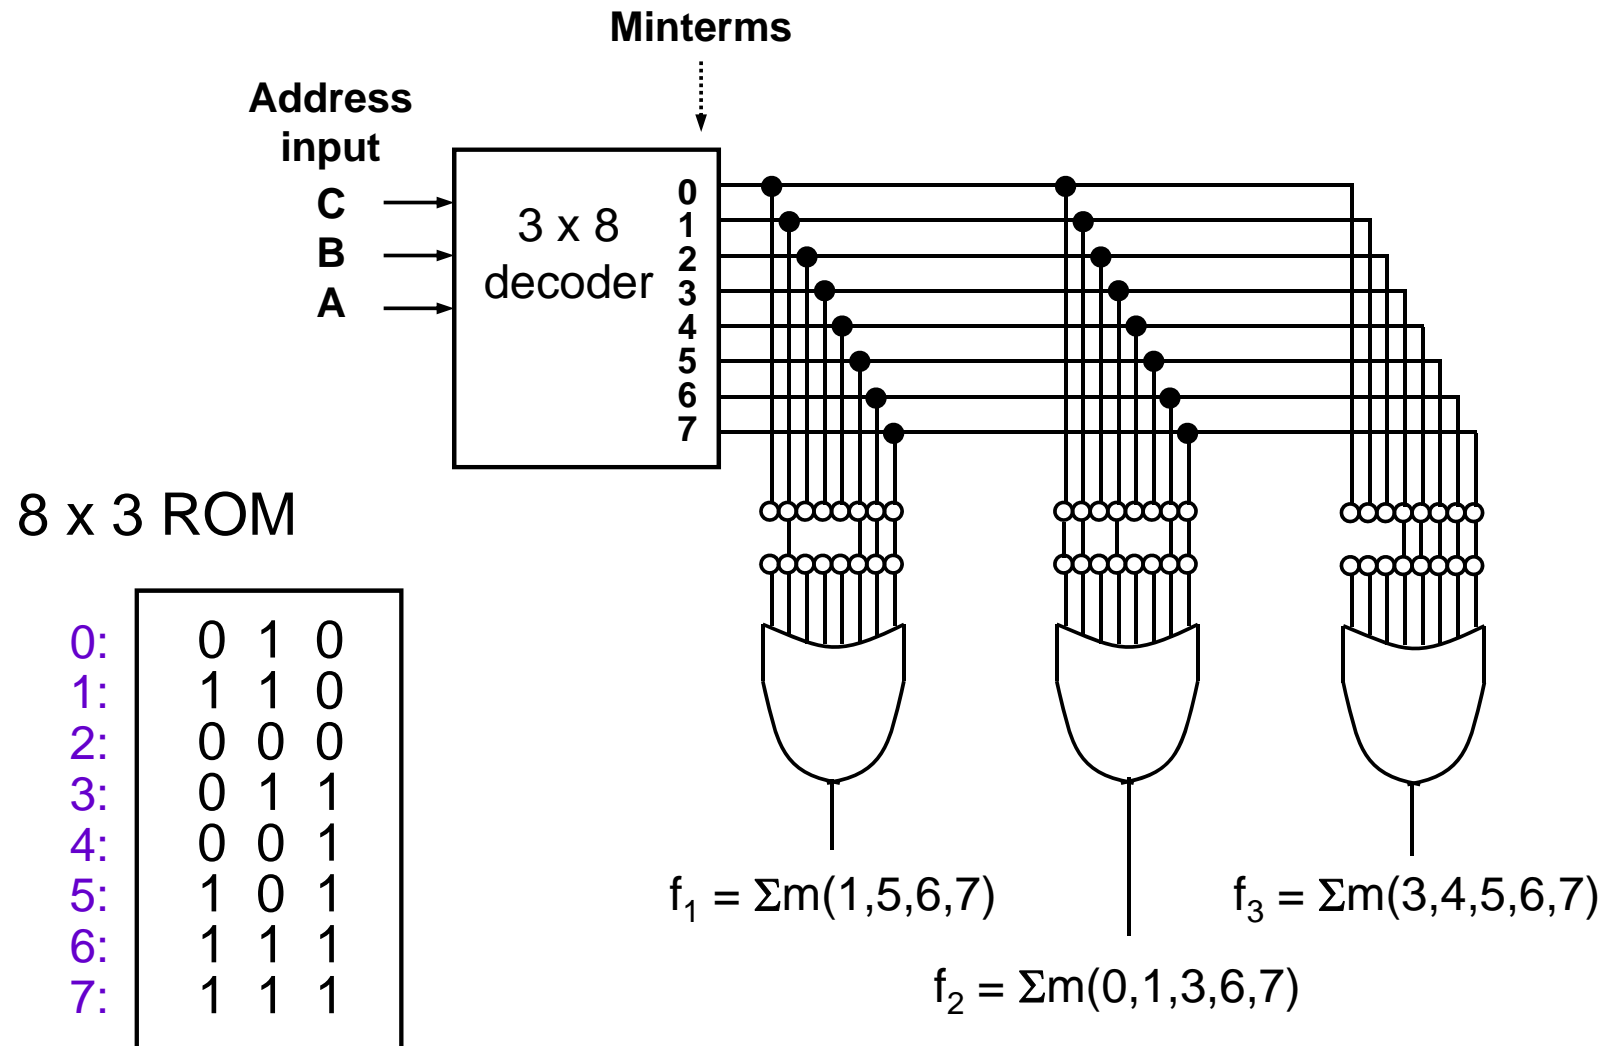 Minterms
Address
input
C
B
A
3 x 8
decoder
0
1
2
3
4
5
6
7
8 x 3 ROM
0: 0 1 0
1: 1 1 0
2: 0 0 0
3: 0 1 1
4: 0 0 1
5: 1 0 1
6: 1 1 1
7: 1 1 1
f₁ = Σm(1,5,6,7)
f₃ = Σm(3,4,5,6,7)
f₂ = Σm(0,1,3,6,7)